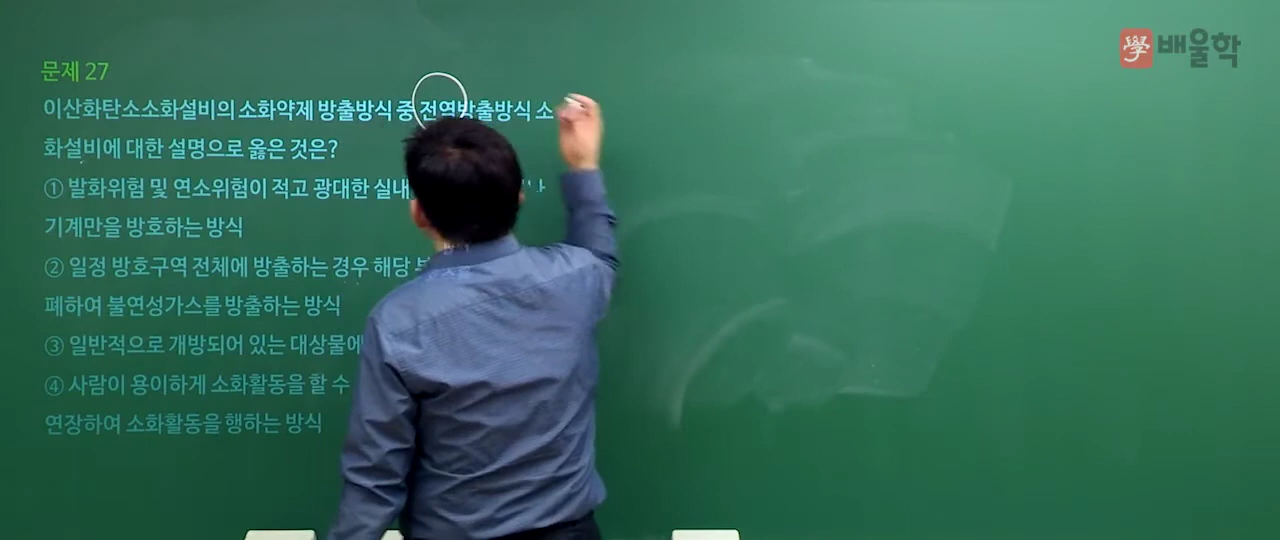 學 배울학
문제 27
이산화탄소소화설비의 소화약제 방출방식 중 전역방출방식 소
화설비에 대한 설명으로 옳은 것은?
① 발화위험 및 연소위험이 적고 광대한 실내
기계만을 방호하는 방식
② 일정 방호구역 전체에 방출하는 경우 해당
폐하여 불연성가스를 방출하는 방식
③ 일반적으로 개방되어 있는 대상물에
④ 사람이 용이하게 소화활동을 할 수
연장하여 소화활동을 행하는 방식